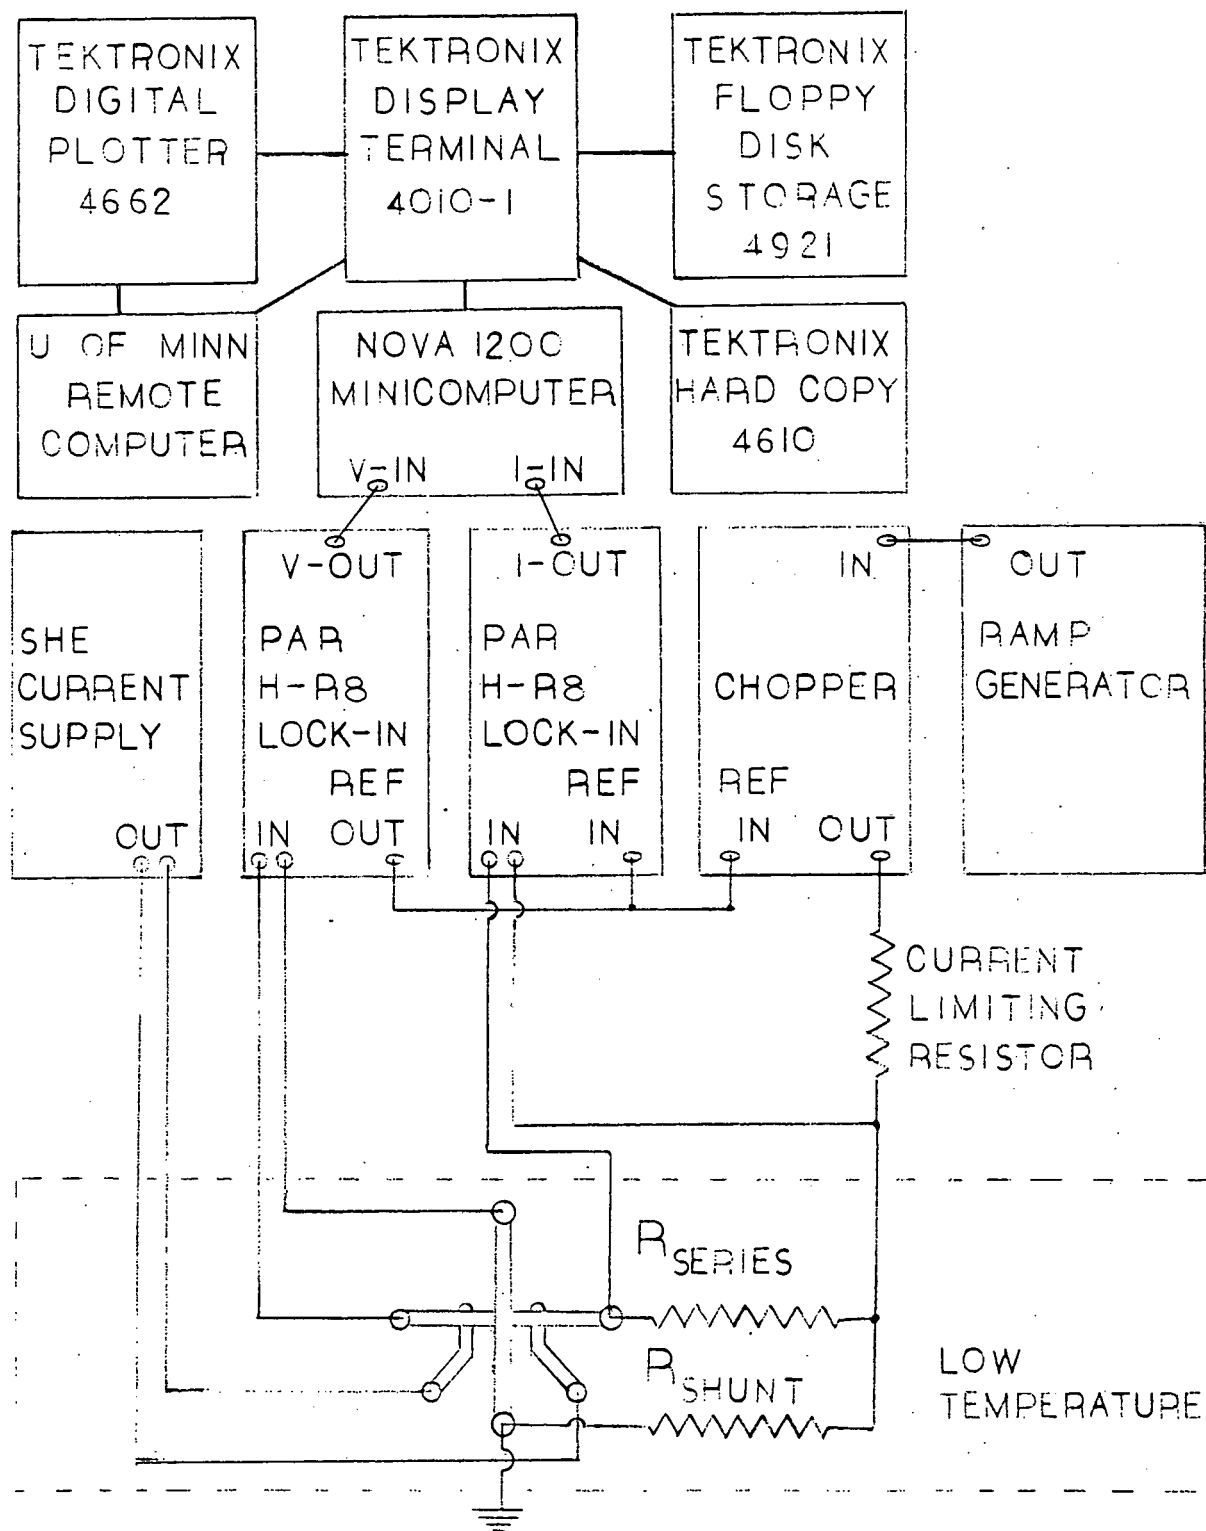 TEKTRONIX
DIGITAL
PLOTTER
4662
TEKTRONIX
DISPLAY
TERMINAL
4010-1
TEKTRONIX
FLOPPY
DISK
STORAGE
4921
U OF MINN
REMOTE
COMPUTER
NOVA 1200
MINICOMPUTER
V-IN I-IN
TEKTRONIX
HARD COPY
4610
SHE
CURRENT
SUPPLY
OUT
V-OUT
PAR
H-R8
LOCK-IN
REF
IN OUT
I-OUT
PAR
H-R8
LOCK-IN
REF
IN IN
IN
CHOPPER
REF
IN OUT
OUT
RAMP
GENERATOR
CURRENT
LIMITING
RESISTOR
R SERIES
R SHUNT
LOW
TEMPERATURE